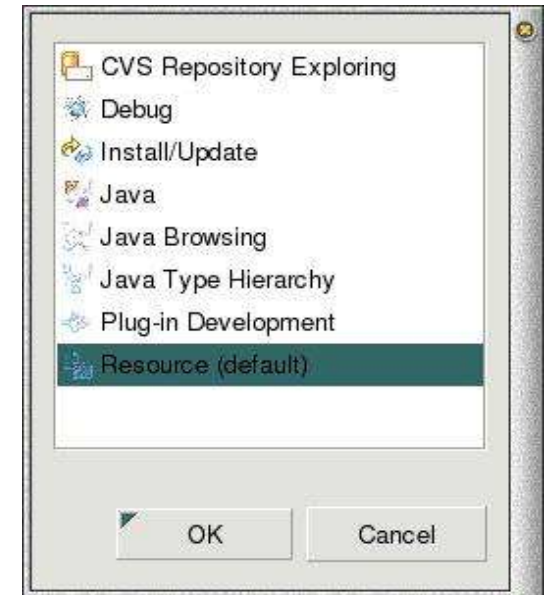 CVS Repository Exploring
Debug
Install/Update
Java
Java Browsing
Java Type Hierarchy
Plug-in Development
Resource (default)
OK
Cancel